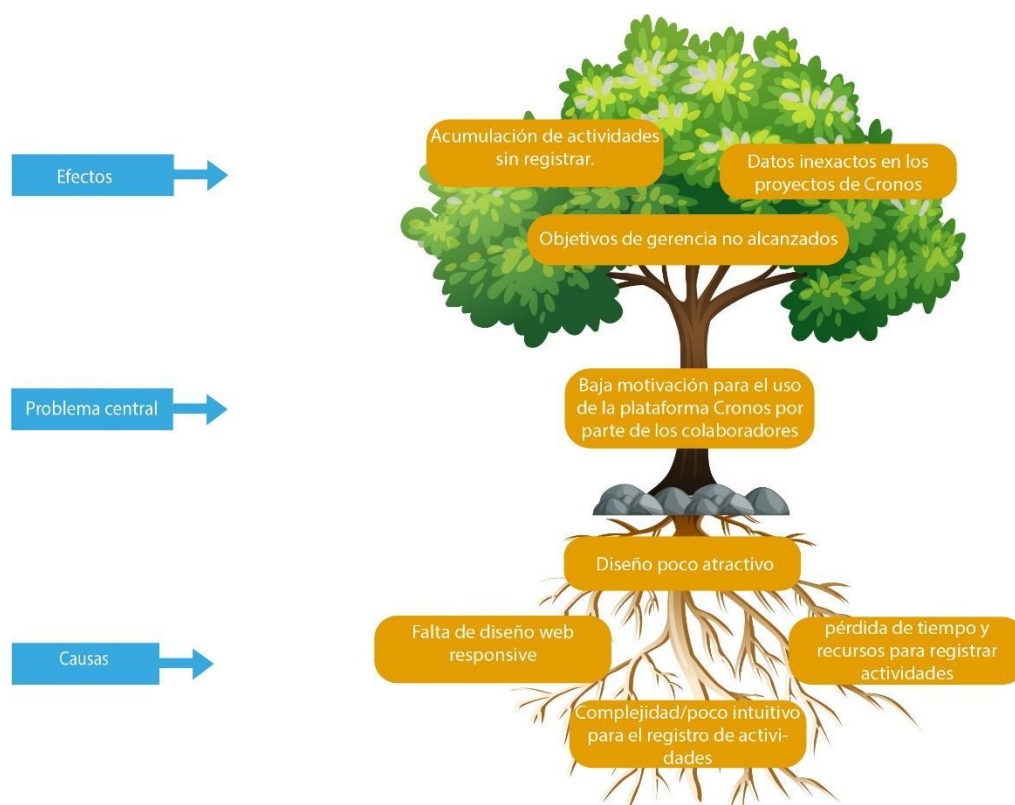 Efectos
Acumulación de actividades
sin registrar.
Datos inexactos en los
proyectos de Cronos
Objetivos de gerencia no alcanzados
Problema central
Baja motivación para el uso
de la plataforma Cronos por
parte de los colaboradores
Diseño poco atractivo
Causas
Falta de diseño web
responsive
pérdida de tiempo y
recursos para registrar
actividades
Complejidad/poco intuitivo
para el registro de activi-
dades